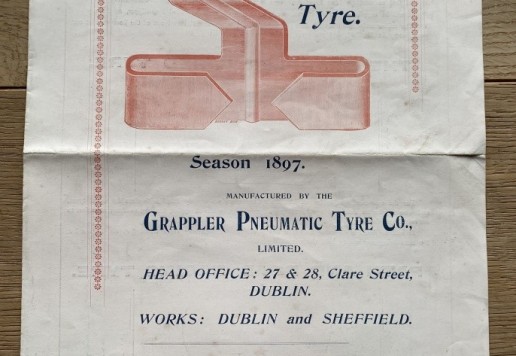 Tyre.
Season 1897.
MANUFACTURED BY THE
GRAPPLER PNEUMATIC TYRE CO.,
LIMITED.
HEAD OFFICE: 27 & 28, Clare Street,
DUBLIN.
WORKS: DUBLIN and SHEFFIELD.